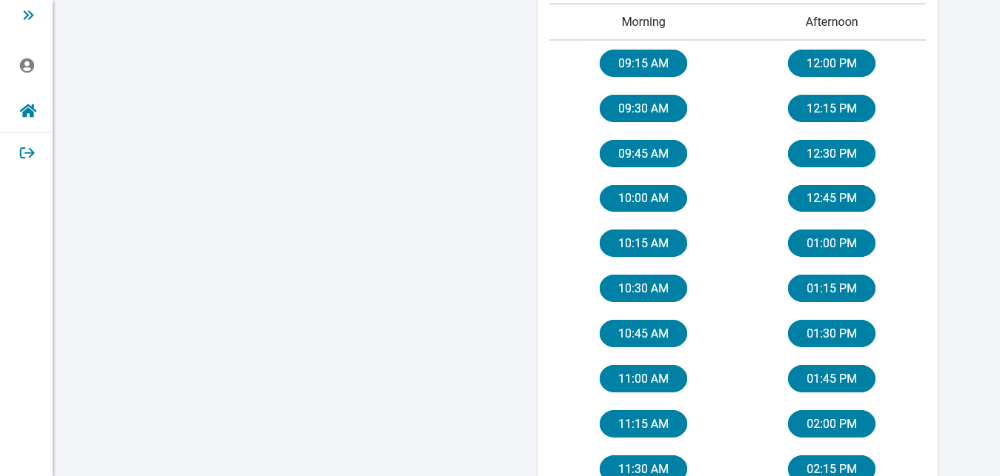 Morning Afternoon
09:15 AM 12:00 PM
09:30 AM 12:15 PM
09:45 AM 12:30 PM
10:00 AM 12:45 PM
10:15 AM 01:00 PM
10:30 AM 01:15 PM
10:45 AM 01:30 PM
11:00 AM 01:45 PM
11:15 AM 02:00 PM
11:30 AM 02:15 PM